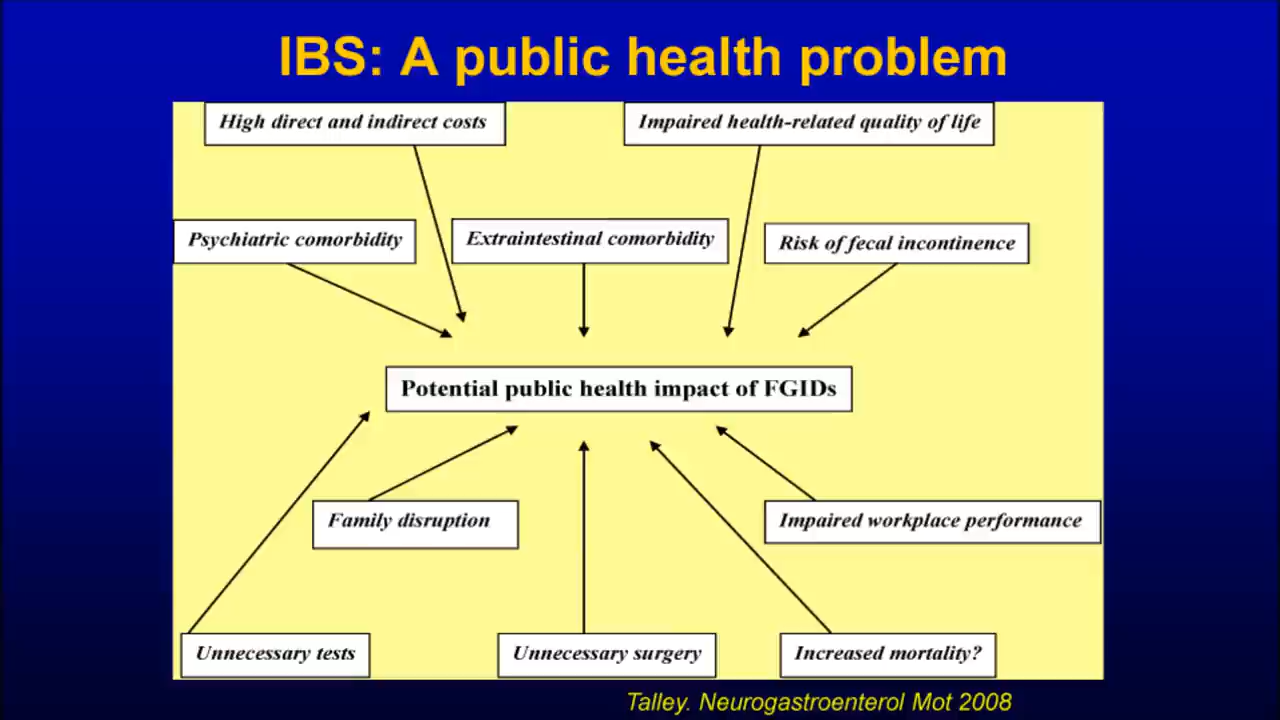 IBS: A public health problem
High direct and indirect costs
Impaired health-related quality of life
Psychiatric comorbidity
Extraintestinal comorbidity
Risk of fecal incontinence
Potential public health impact of FGIDs
Family disruption
Impaired workplace performance
Unnecessary tests
Unnecessary surgery
Increased mortality?
Talley. Neurogastroenterol Mot 2008